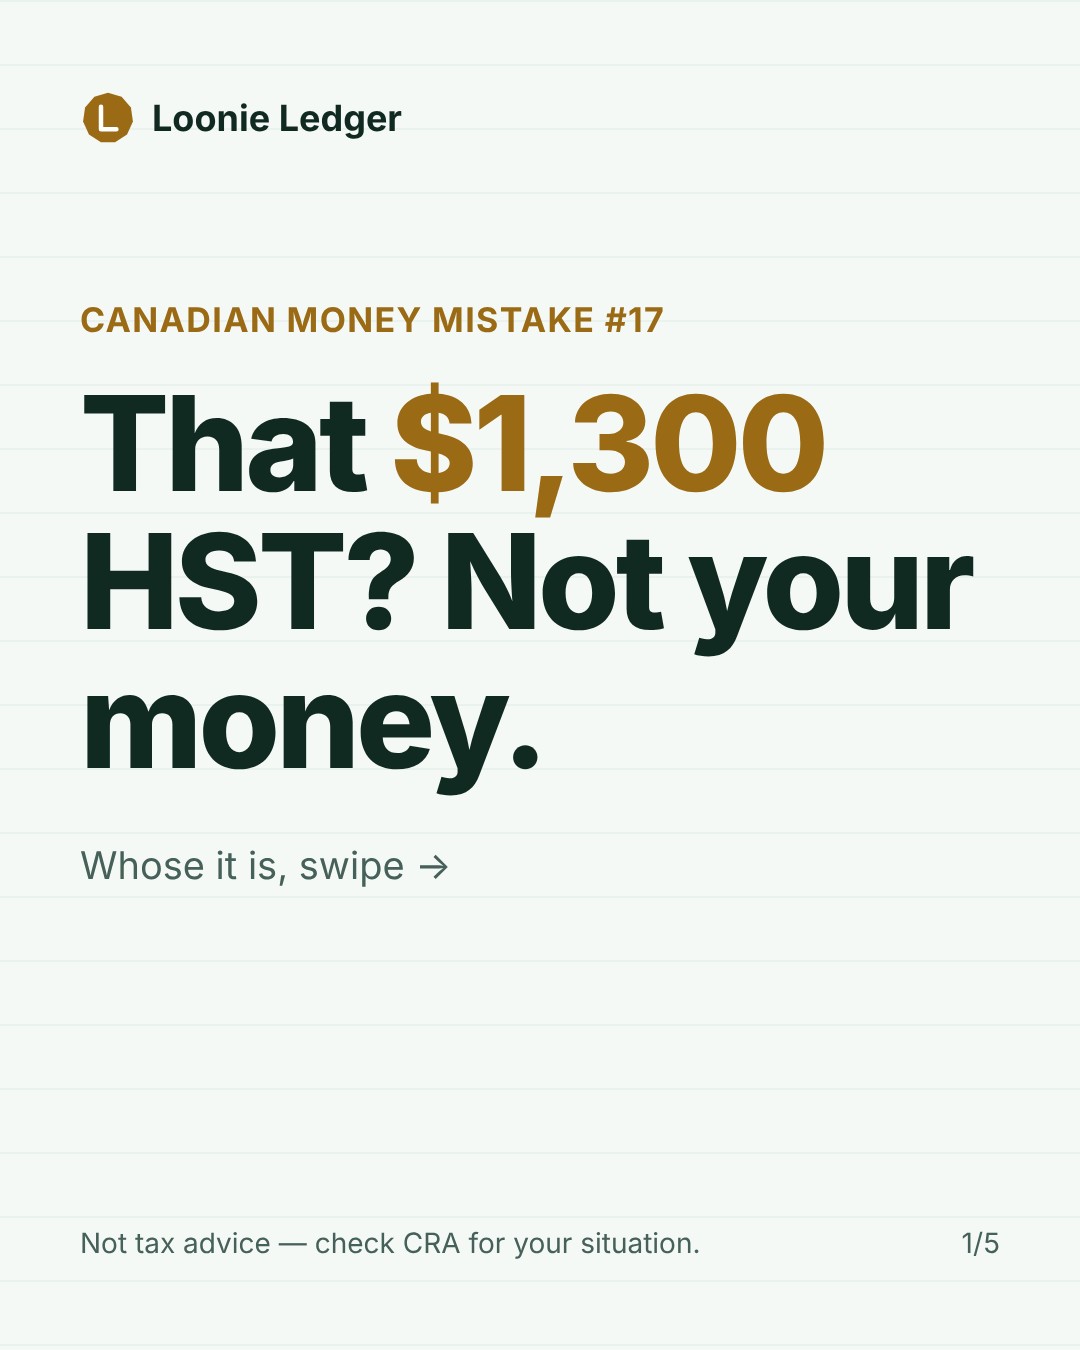 L Loonie Ledger
CANADIAN MONEY MISTAKE #17
That $1,300
HST? Not your
money.
Whose it is, swipe →
Not tax advice — check CRA for your situation.
1/5